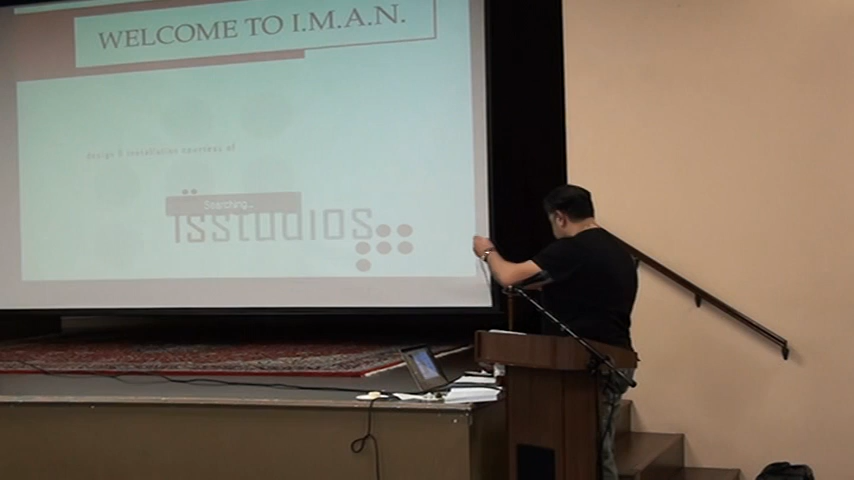 WELCOME TO I.M.A.N.
design & installation courtesy of
Searching...
isstudios